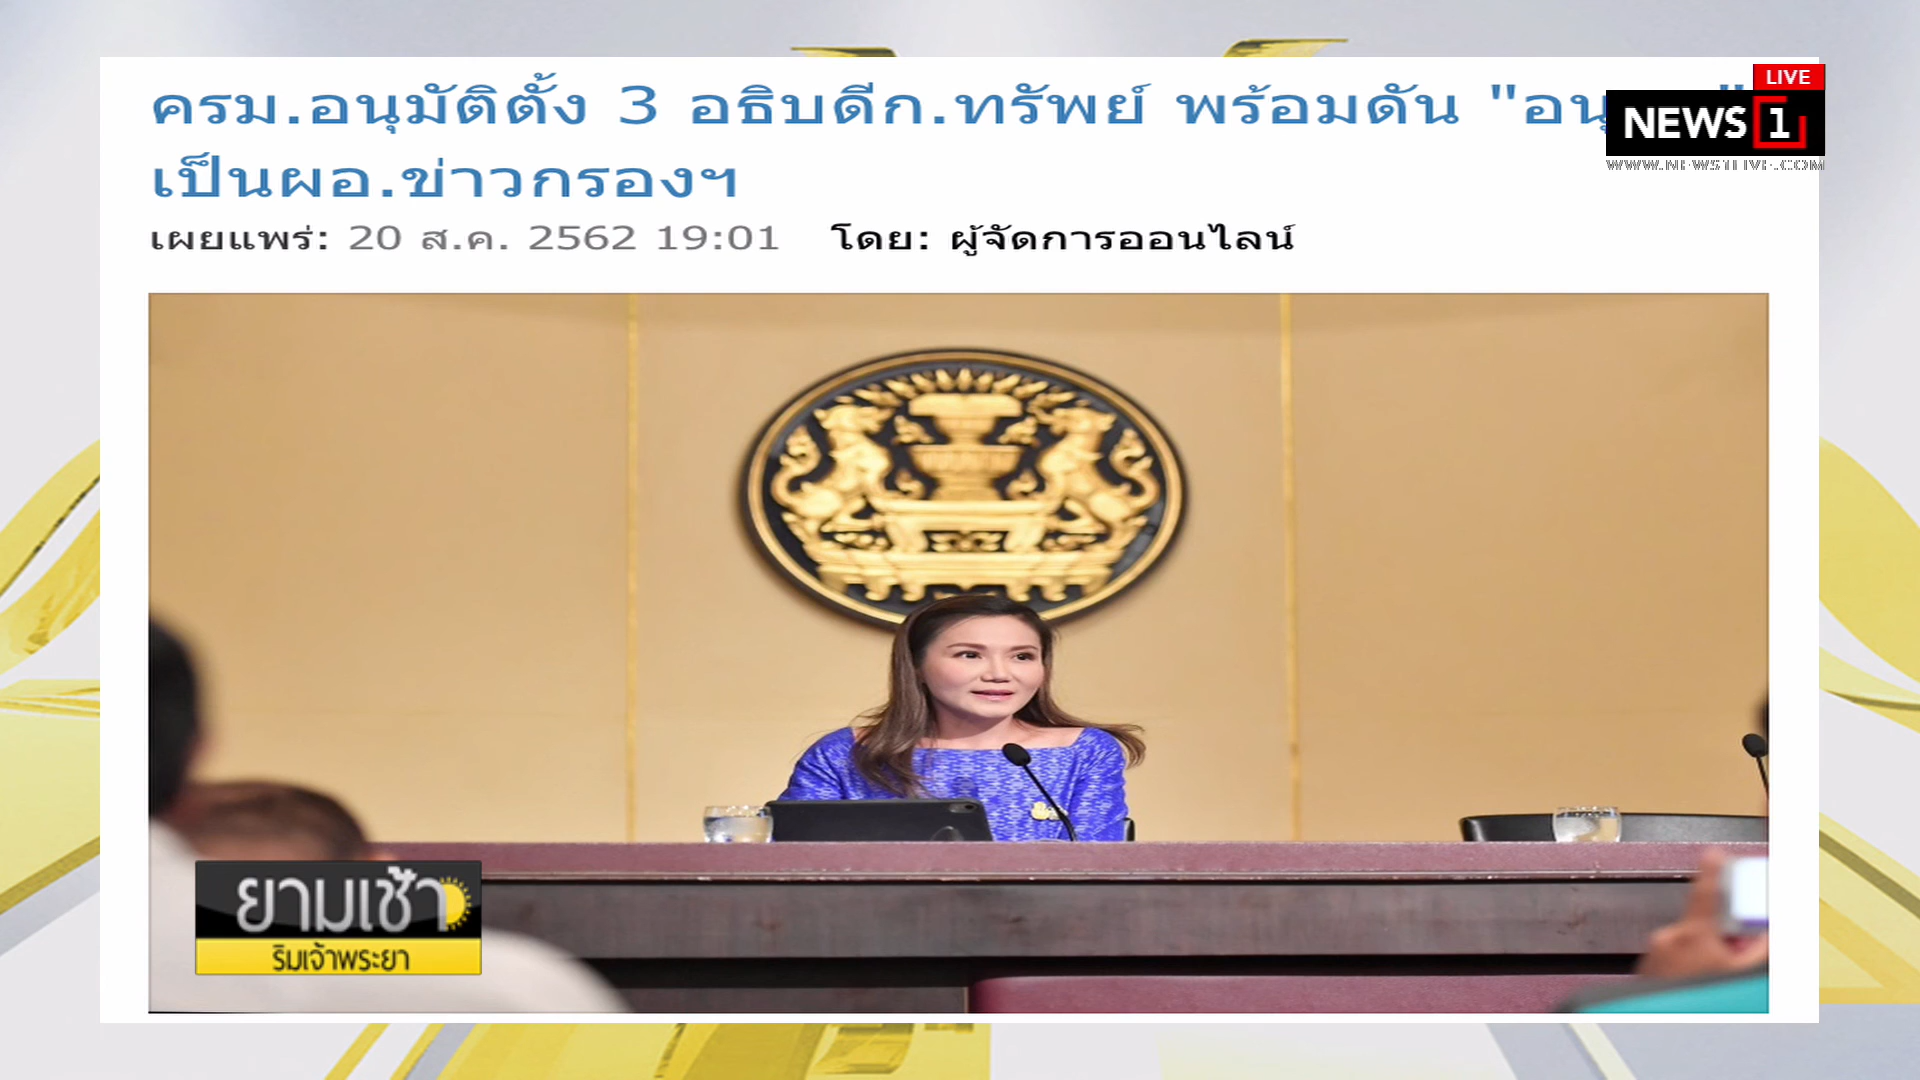 ครม.อนุมัติตั้ง 3 อธิบดีก.ทรัพย์ พร้อมดัน
เป็นผอ.ข่าวกรองฯ
เผยแพร่: 20 ส.ค. 2562 19:01 โดย: ผู้จัดการออนไลน์
LIVE
NEWS 1
WWW.NEWS1LIVE.COM
ยามเช้า
ริมเจ้าพระยา